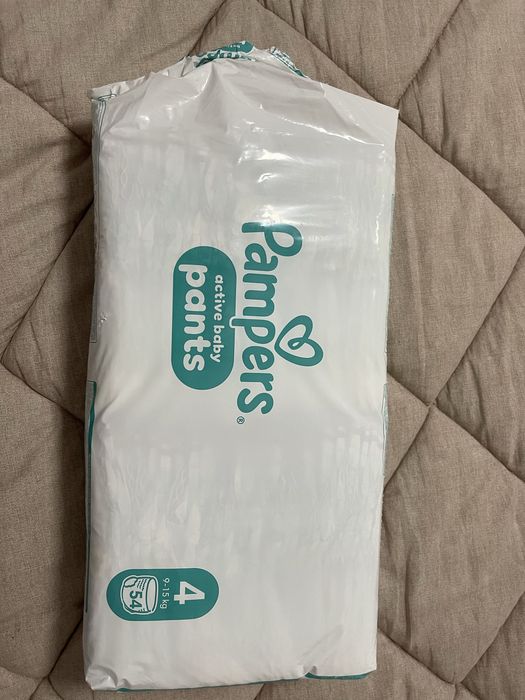 Pampers®
active baby
pants
4
9-15 kg
54